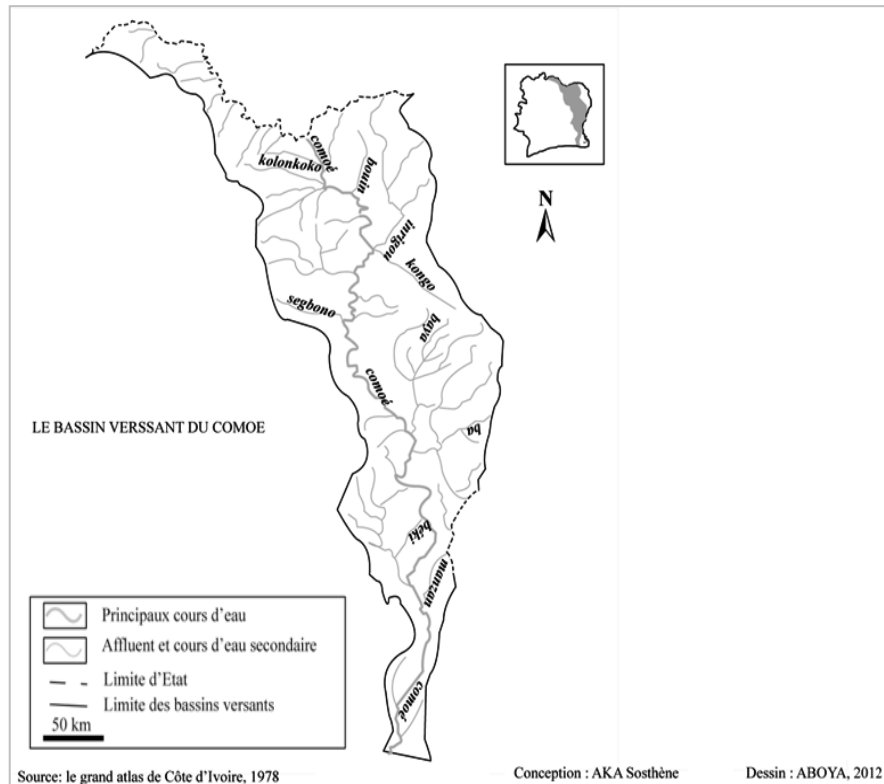 comoé
kolonkoko
bouin
N
inrigou
kongo
segbono
baya
comoé
LE BASSIN VERSSANT DU COMOE
ba
béki
manzan
Principaux cours d'eau
Affluent et cours d'eau secondaire
Limite d'Etat
Limite des bassins versants
50 km
comoé
Source: le grand atlas de Côte d'Ivoire, 1978
Conception : AKA Sosthène
Dessin : ABOYA, 2012